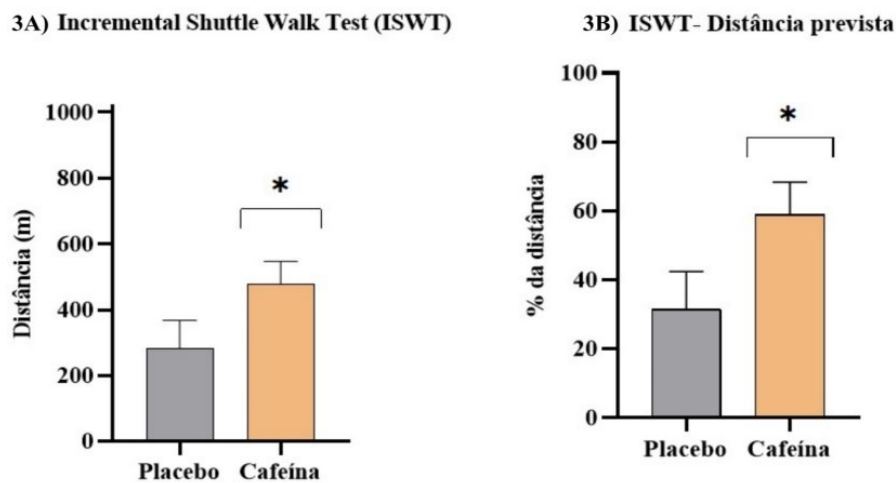 3A) Incremental Shuttle Walk Test (ISWT)
Distância (m)
1000
800
600
400
200
0
*
Placebo Cafeína
3B) ISWT- Distância prevista
% da distância
100
80
60
40
20
0
*
Placebo Cafeína